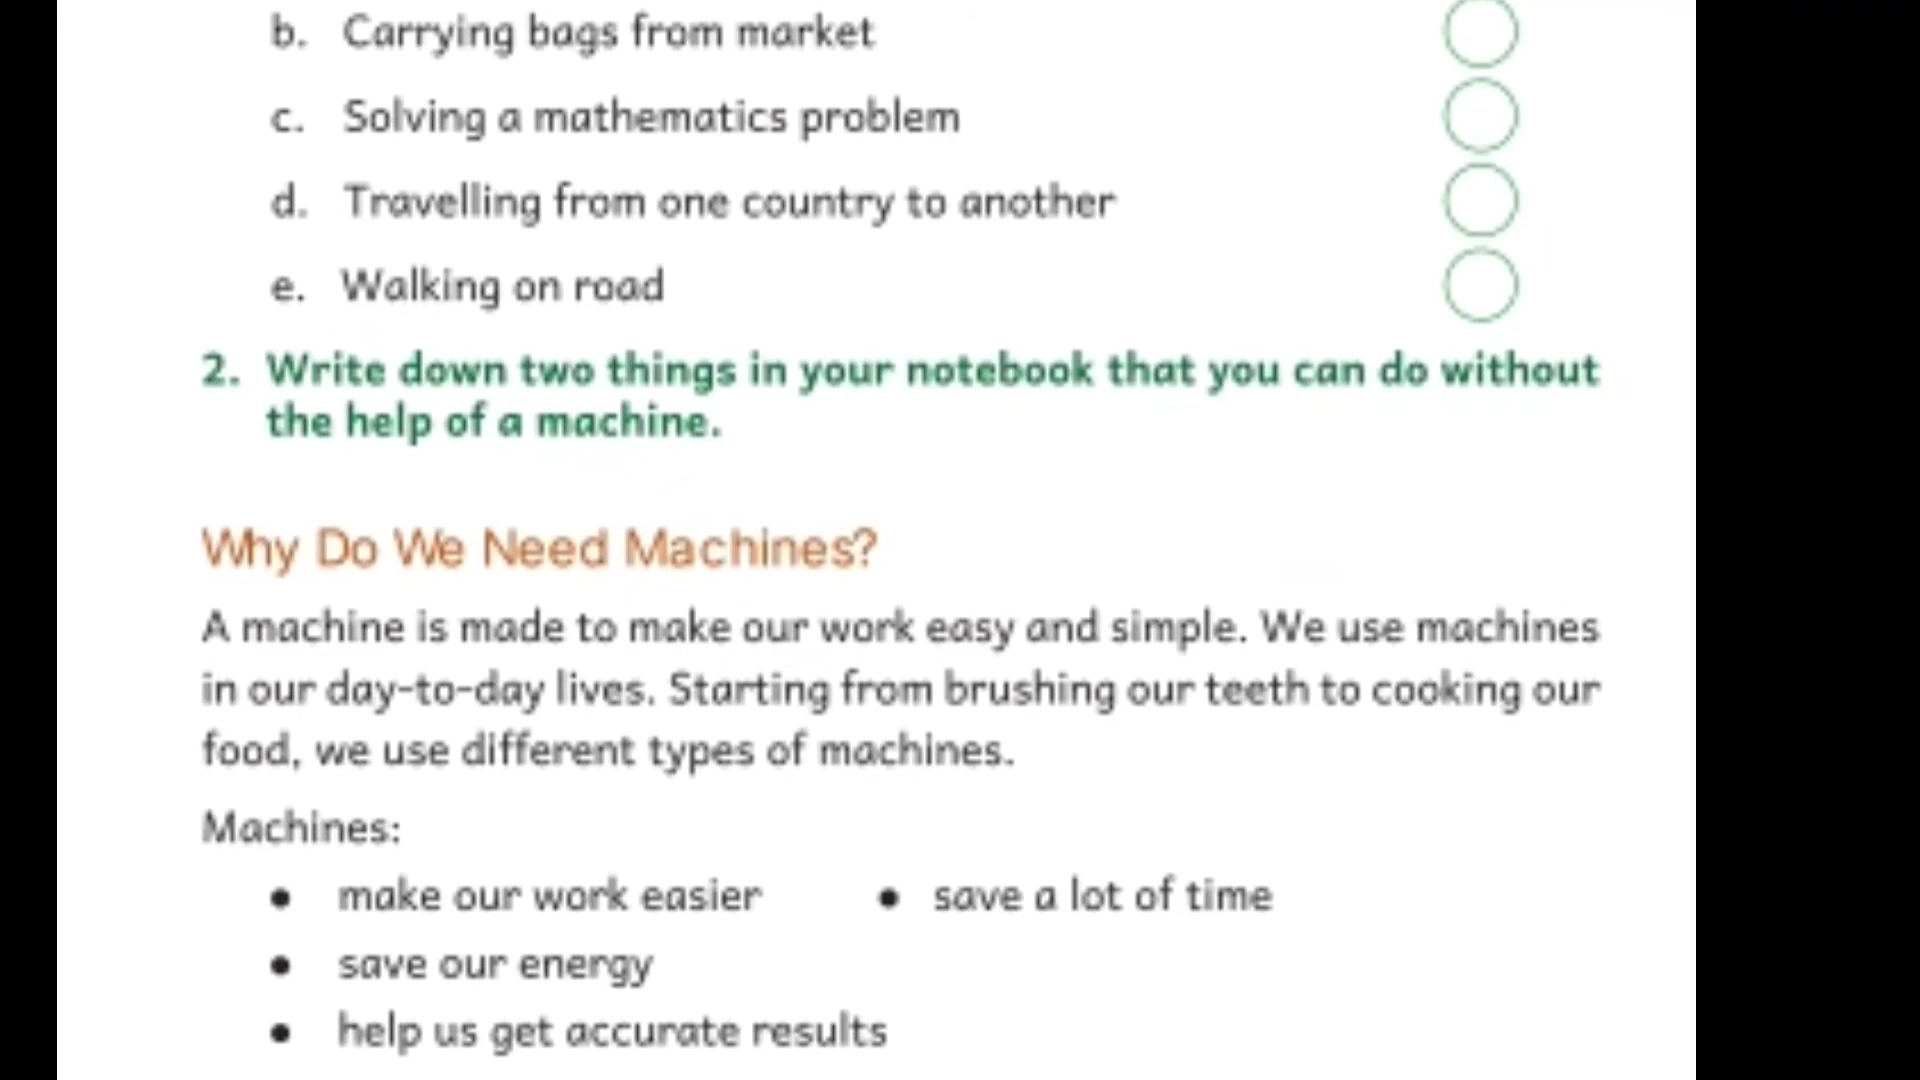 b. Carrying bags from market
c. Solving a mathematics problem
d. Travelling from one country to another
e. Walking on road
2. Write down two things in your notebook that you can do without
the help of a machine.
Why Do We Need Machines?
A machine is made to make our work easy and simple. We use machines
in our day-to-day lives. Starting from brushing our teeth to cooking our
food, we use different types of machines.
Machines:
• make our work easier • save a lot of time
• save our energy
• help us get accurate results